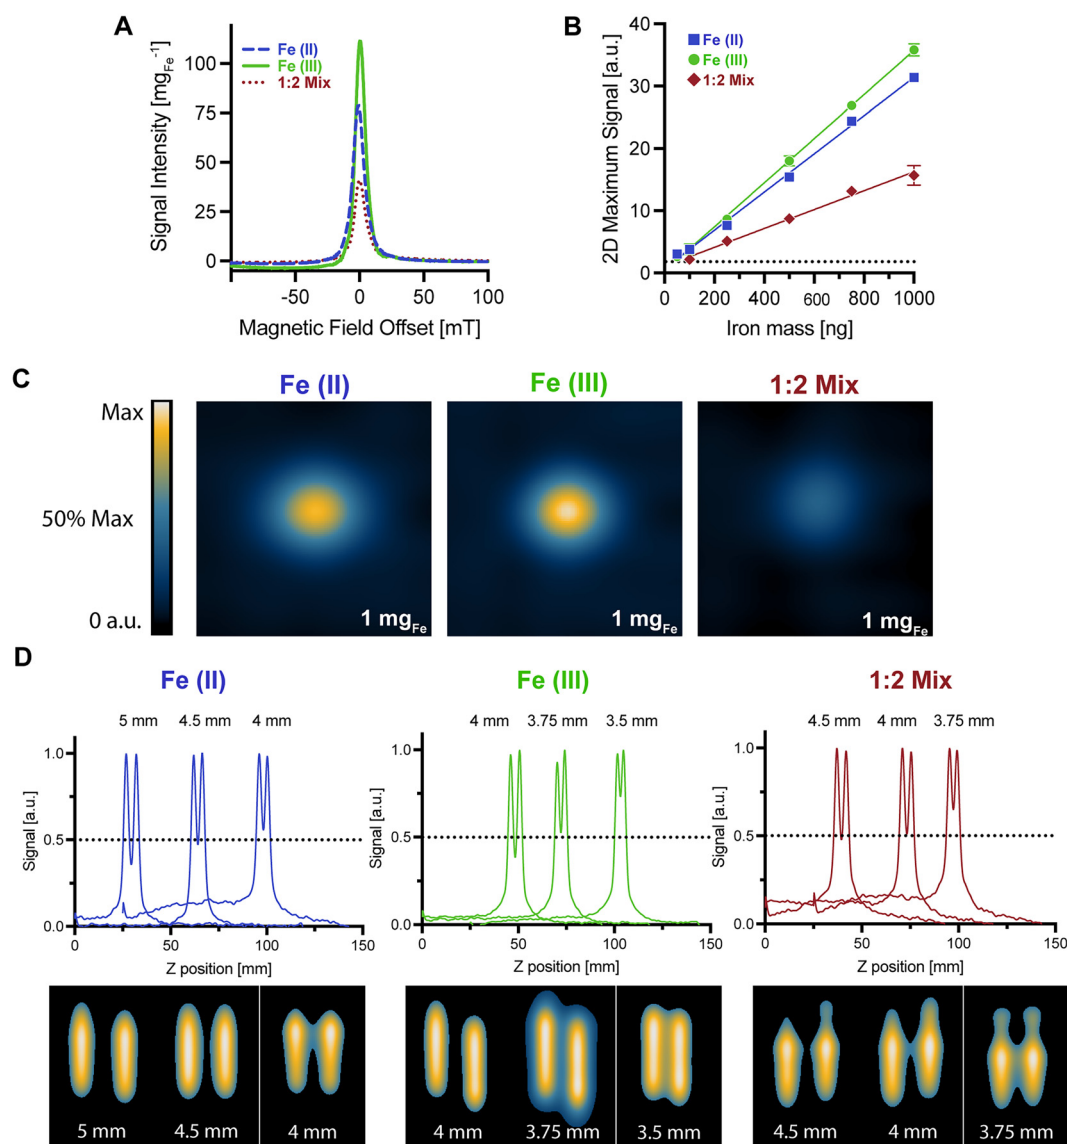 A
Signal Intensity [mg_Fe^-1]
100
75
50
25
0
-50
0
50
100
Magnetic Field Offset [mT]
Fe (II)
Fe (III)
1:2 Mix
B
2D Maximum Signal [a.u.]
40
30
20
10
0
0
200
400
600
800
1000
Iron mass [ng]
Fe (II)
Fe (III)
1:2 Mix
C
Max
50% Max
0 a.u.
Fe (II)
1 mg_Fe
Fe (III)
1 mg_Fe
1:2 Mix
1 mg_Fe
D
Fe (II)
5 mm
4.5 mm
4 mm
Signal [a.u.]
1.0
0.5
0.0
0
50
100
150
Z position [mm]
Fe (III)
4 mm
3.75 mm
3.5 mm
Signal [a.u.]
1.0
0.5
0.0
0
50
100
150
Z position [mm]
1:2 Mix
4.5 mm
4 mm
3.75 mm
Signal [a.u.]
1.0
0.5
0.0
0
50
100
150
Z position [mm]
5 mm
4.5 mm
4 mm
4 mm
3.75 mm
3.5 mm
4.5 mm
4 mm
3.75 mm